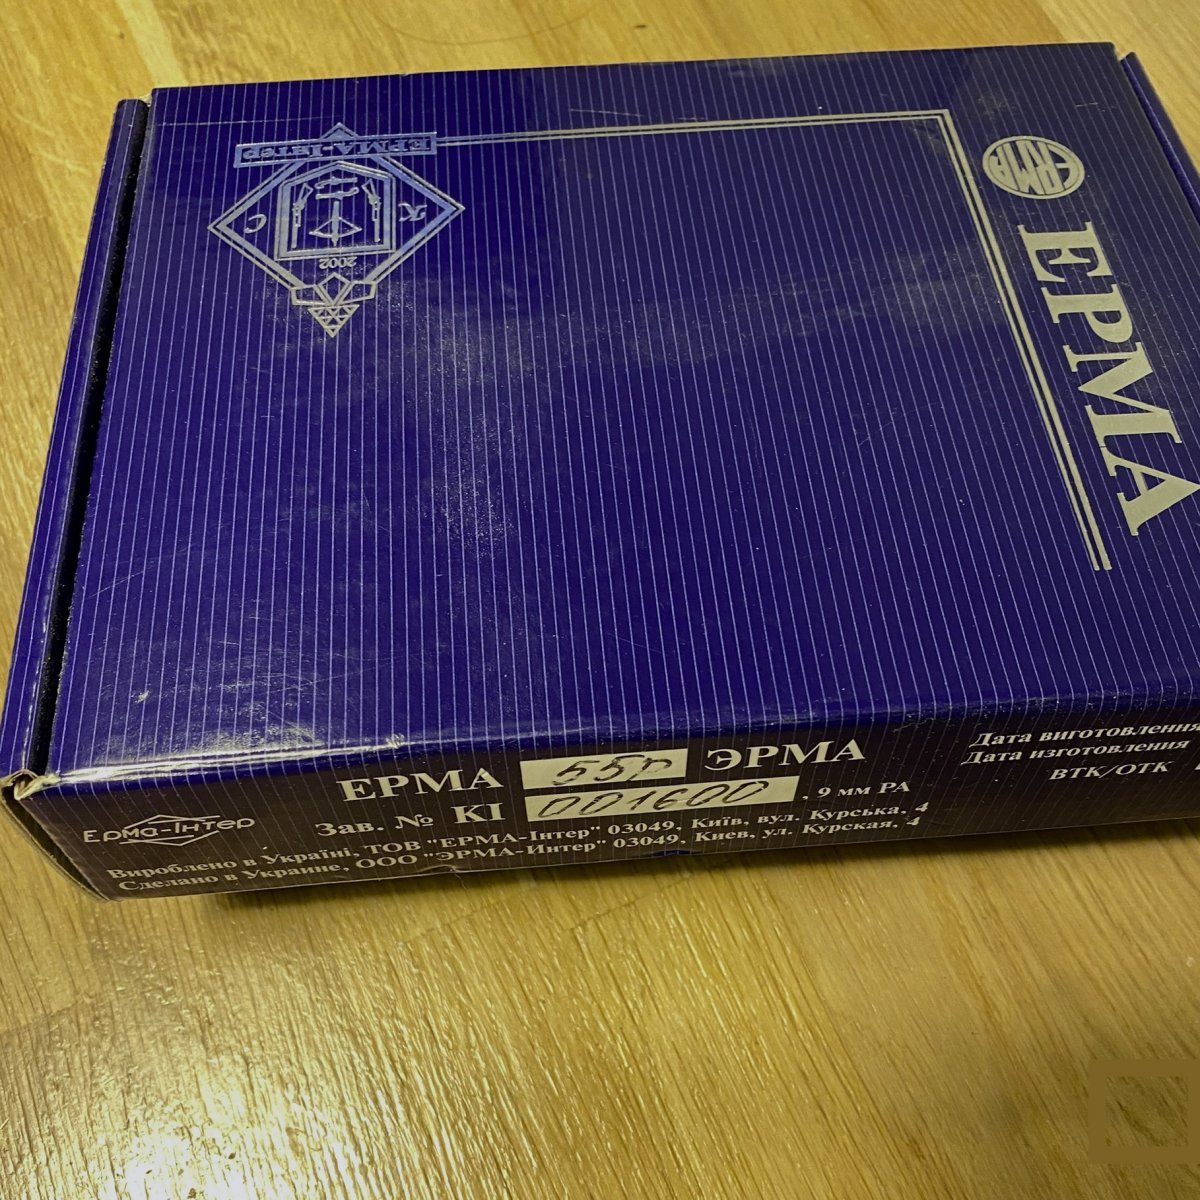 ERMA
ЕРМА
ЕРМА-Інтер
К С
2002
ЕРМА 55Р ЭРМА
Зав. № КІ 001600 , 9 мм РА
Ерма-Інтер
Вироблено в Україні, ТОВ "ЕРМА-Інтер" 03049, Київ, вул. Курська, 4
Сделано в Украине, ООО "ЭРМА-Интер" 03049, Киев, ул. Курская, 4
Дата виготовлення
Дата изготовления
ВТК/ОТК